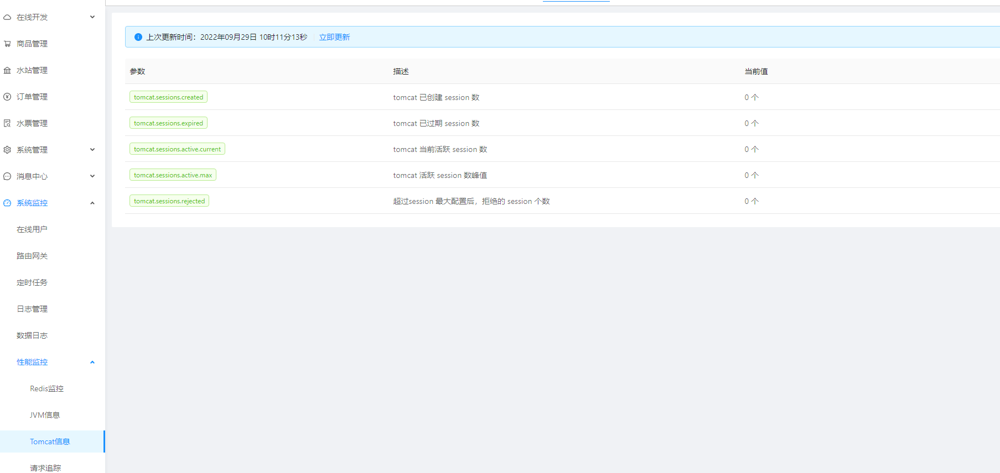 在线开发
商品管理
水站管理
订单管理
水票管理
系统管理
消息中心
系统监控
在线用户
路由网关
定时任务
日志管理
数据日志
性能监控
Redis监控
JVM信息
Tomcat信息
请求追踪
上次更新时间：2022年09月29日 10时11分13秒 立即更新
参数 描述 当前值
tomcat.sessions.created tomcat 已创建 session 数 0 个
tomcat.sessions.expired tomcat 已过期 session 数 0 个
tomcat.sessions.active.current tomcat 当前活跃 session 数 0 个
tomcat.sessions.active.max tomcat 活跃 session 数峰值 0 个
tomcat.sessions.rejected 超过session 最大配置后，拒绝的 session 个数 0 个